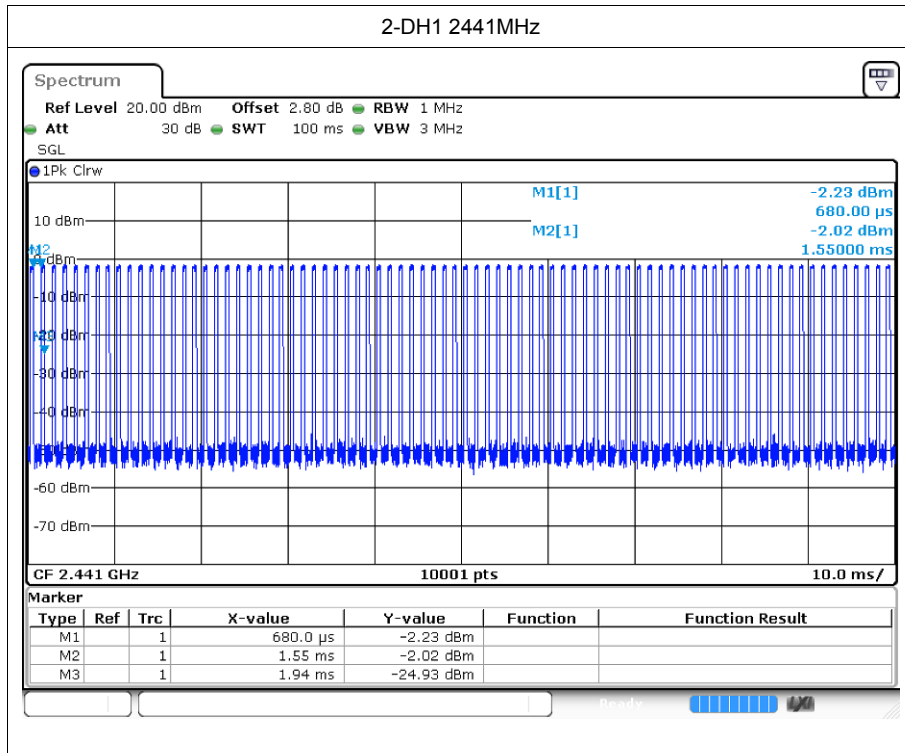 2-DH1 2441MHz
Spectrum
Ref Level 20.00 dBm Offset 2.80 dB RBW 1 MHz
Att 30 dB SWT 100 ms VBW 3 MHz
SGL
1Pk Clrw
M1[1] -2.23 dBm
680.00 µs
10 dBm
M2[1] -2.02 dBm
1.55000 ms
M2
dBm
-10 dBm
-20 dBm
-30 dBm
-40 dBm
-60 dBm
-70 dBm
CF 2.441 GHz 10001 pts 10.0 ms/
Marker
Type Ref Trc X-value Y-value Function Function Result
M1 1 680.0 µs -2.23 dBm
M2 1 1.55 ms -2.02 dBm
M3 1 1.94 ms -24.93 dBm
Ready
LXI